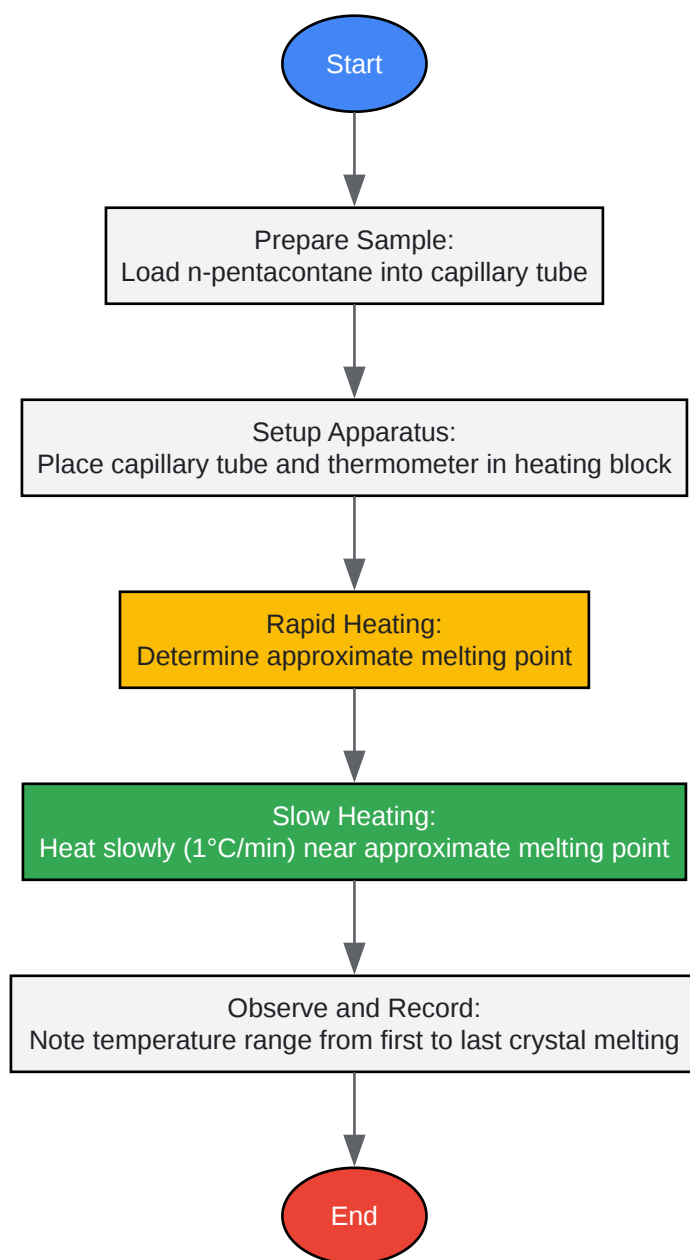 Start
Prepare Sample:
Load n-pentacontane into capillary tube
Setup Apparatus:
Place capillary tube and thermometer in heating block
Rapid Heating:
Determine approximate melting point
Slow Heating:
Heat slowly (1°C/min) near approximate melting point
Observe and Record:
Note temperature range from first to last crystal melting
End